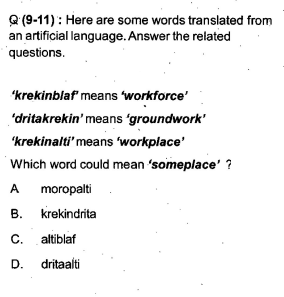 Q (9-11) : Here are some words translated from
an artificial language. Answer the related
questions.
'krekinblaf' means 'workforce'
'dritakrekin' means 'groundwork'
'krekinalti' means 'workplace'
Which word could mean 'someplace' ?
A moropalti
B. krekindrita
C. altiblaf
D. dritaalti